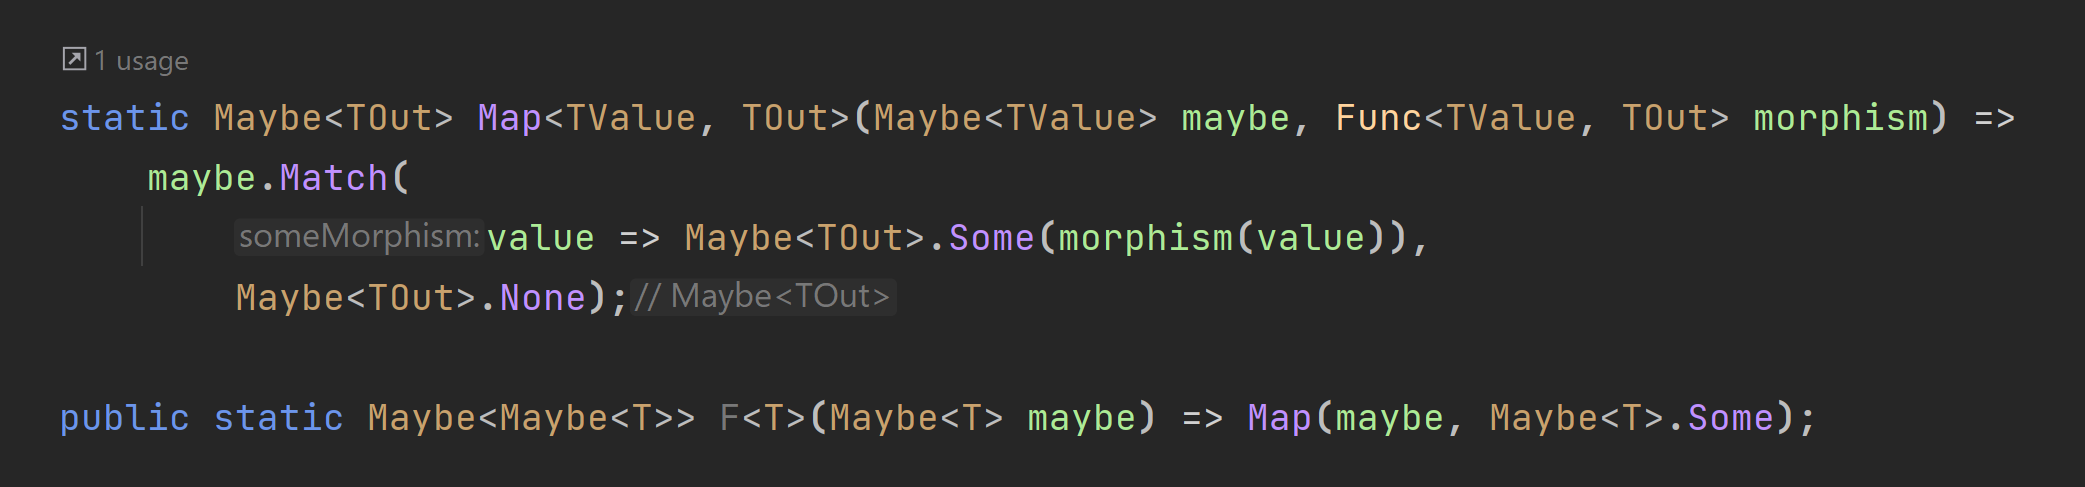 1 usage
static Maybe<TOut> Map<TValue, TOut>(Maybe<TValue> maybe, Func<TValue, TOut> morphism) =>
maybe.Match(
someMorphism: value => Maybe<TOut>.Some(morphism(value)),
Maybe<TOut>.None); // Maybe<TOut>
public static Maybe<Maybe<T>> F<T>(Maybe<T> maybe) => Map(maybe, Maybe<T>.Some);